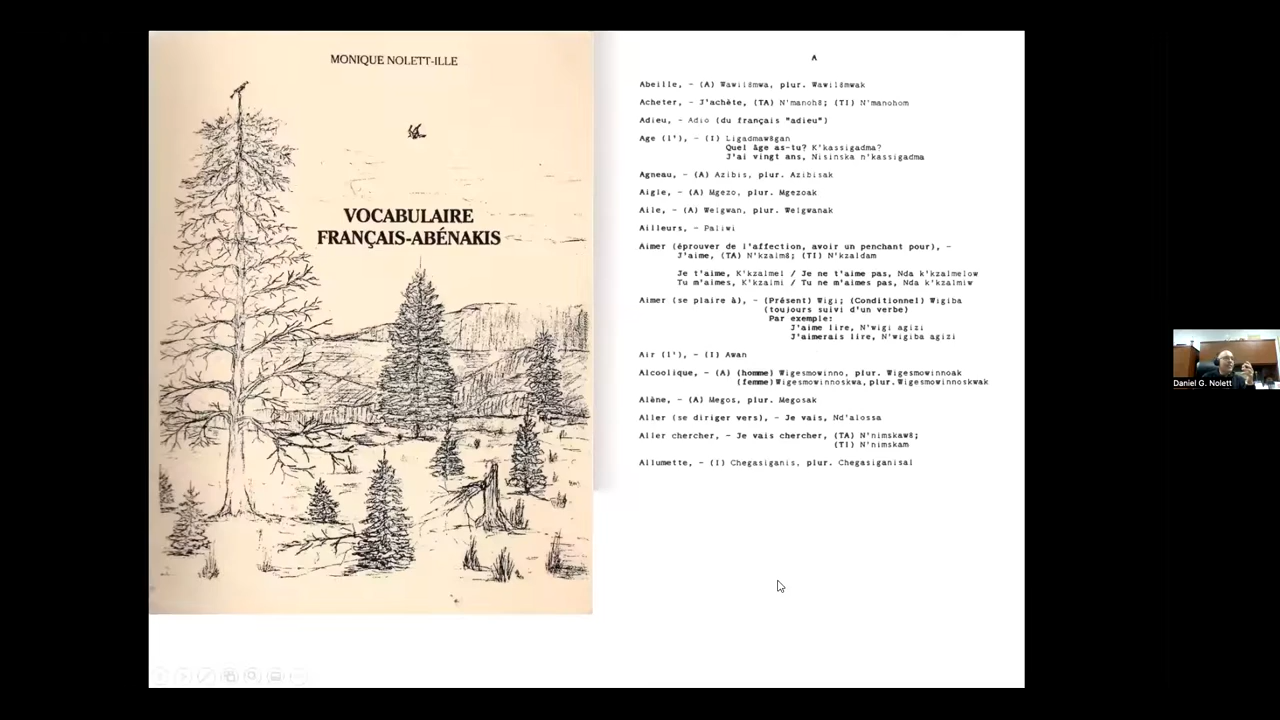 MONIQUE NOLETT-ILLE
VOCABULAIRE
FRANÇAIS-ABÉNAKIS
A
Abeille, - (A) Wawil8mwa, plur. Wawil8mwak
Acheter, - J'achète, (TA) N'manoh8; (TI) N'manohom
Adieu, - Adio (du français "adieu")
Age (l'), - (I) Ligadmaw8gan
Quel âge as-tu? K'kassigadma?
J'ai vingt ans, Nisinska n'kassigadma
Agneau, - (A) Azibis, plur. Azibisak
Aigle, - (A) Mgezo, plur. Mgezoak
Aile, - (A) Welgwan, plur. Welgwanak
Ailleurs, - Paliwi
Aimer (éprouver de l'affection, avoir un penchant pour), -
J'aime, (TA) N'kzalm8; (TI) N'kzaldam
Je t'aime, K'kzalmel / Je ne t'aime pas, Nda k'kzalmelow
Tu m'aimes, K'kzalmi / Tu ne m'aimes pas, Nda k'kzalmiw
Aimer (se plaire à), - (Présent) Wigi; (Conditionnel) Wigiba
(toujours suivi d'un verbe)
Par exemple:
J'aime lire, N'wigi agizi
J'aimerais lire, N'wigiba agizi
Air (l'), - (I) Awan
Alcoolique, - (A) (homme) Wigesmowinno, plur. Wigesmowinnoak
(femme) Wigesmowinnoskwa, plur. Wigesmowinnoskwak
Alène, - (A) Megos, plur. Megosak
Aller (se diriger vers), - Je vais, Nd'alossa
Aller chercher, - Je vais chercher, (TA) N'nimskaw8;
(TI) N'nimskam
Allumette, - (I) Chegasiganis, plur. Chegasiganisal
Daniel G. Nolett